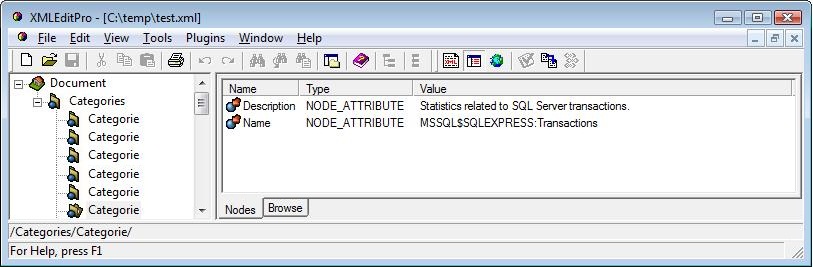 XMLEditPro - [C:\temp\test.xml]
File Edit View Tools Plugins Window Help
Document
Categories
Categorie
Categorie
Categorie
Categorie
Categorie
Categorie
Name Type Value
Description NODE_ATTRIBUTE Statistics related to SQL Server transactions.
Name NODE_ATTRIBUTE MSSQL$SQLEXPRESS:Transactions
Nodes Browse
/Categories/Categorie/
For Help, press F1